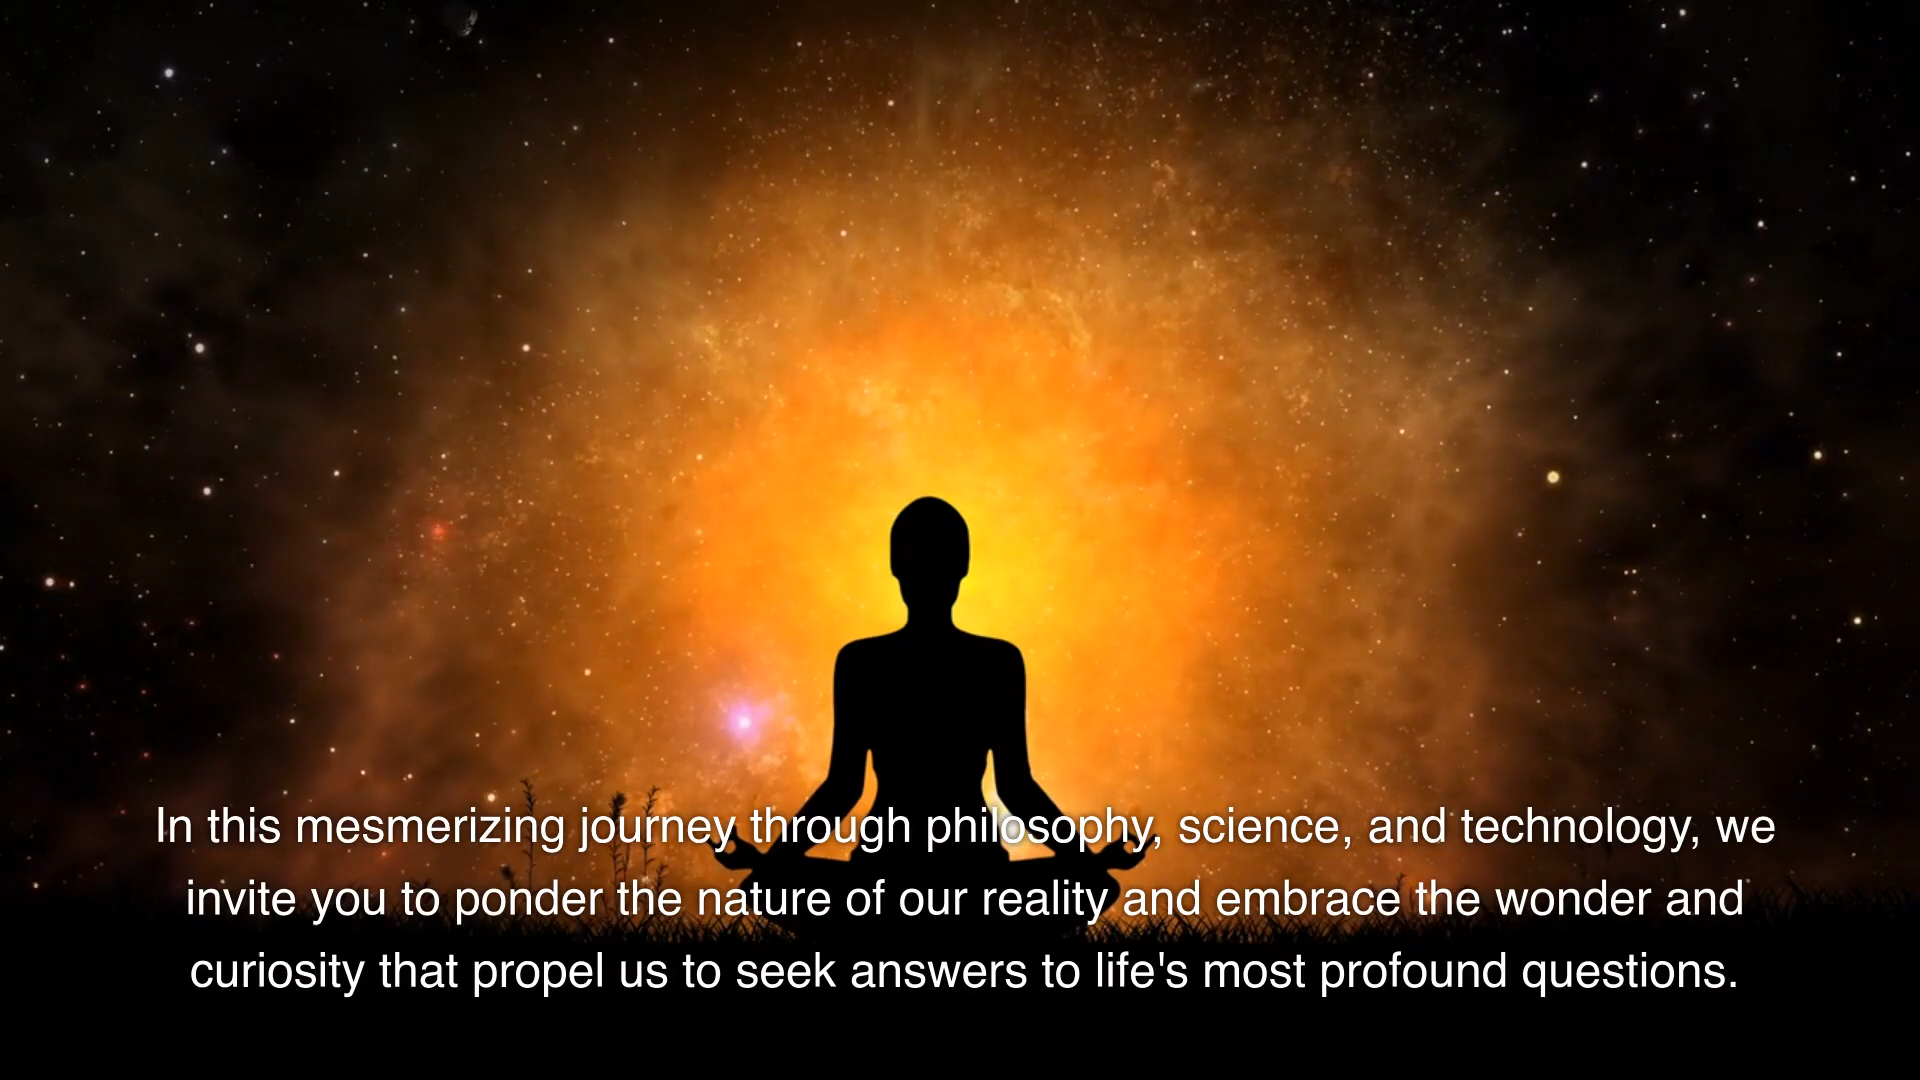 In this mesmerizing journey through philosophy, science, and technology, we
invite you to ponder the nature of our reality and embrace the wonder and
curiosity that propel us to seek answers to life's most profound questions.